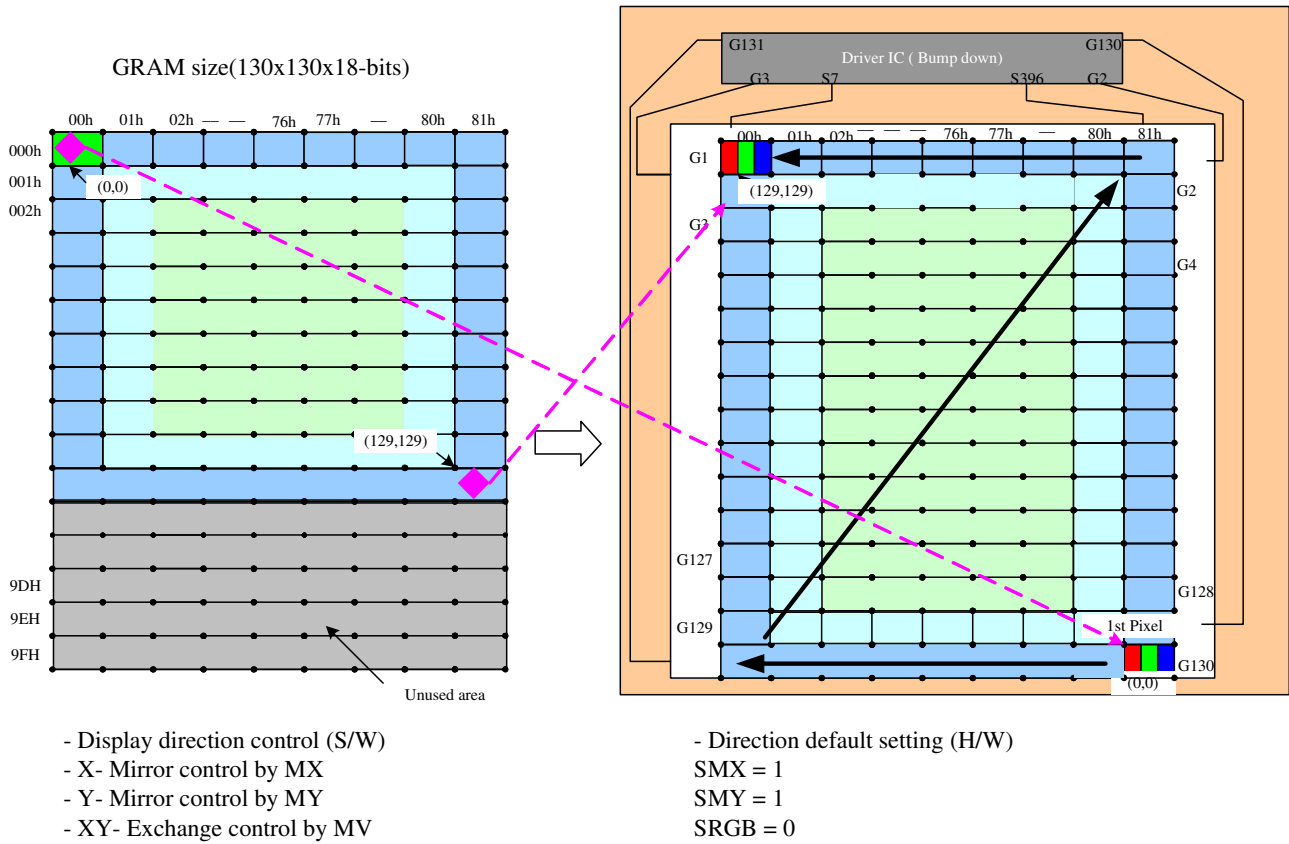 GRAM size(130x130x18-bits)
00h 01h 02h — — 76h 77h — 80h 81h
000h
001h
002h
(0,0)
(129,129)
9DH
9EH
9FH
Unused area
G131 G130
Driver IC ( Bump down)
G3 S7 S396 G2
00h 01h 02h — — — 76h 77h — 80h 81h
G1
(129,129)
G2
G3
G4
G127
G128
G129
1st Pixel
G130
(0,0)
- Display direction control (S/W)
- X- Mirror control by MX
- Y- Mirror control by MY
- XY- Exchange control by MV
- Direction default setting (H/W)
SMX = 1
SMY = 1
SRGB = 0